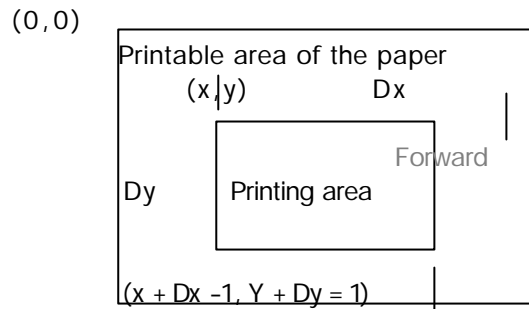 (0,0)
Printable area of the paper
(x,y) Dx
Forward
Dy Printing area
(x + Dx –1, Y + Dy = 1)